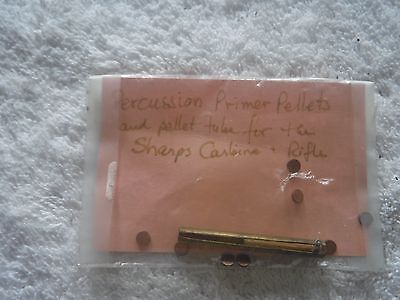 Percussion Primer Pellets
and pellet tube for the
Sharps Carbine + Rifle